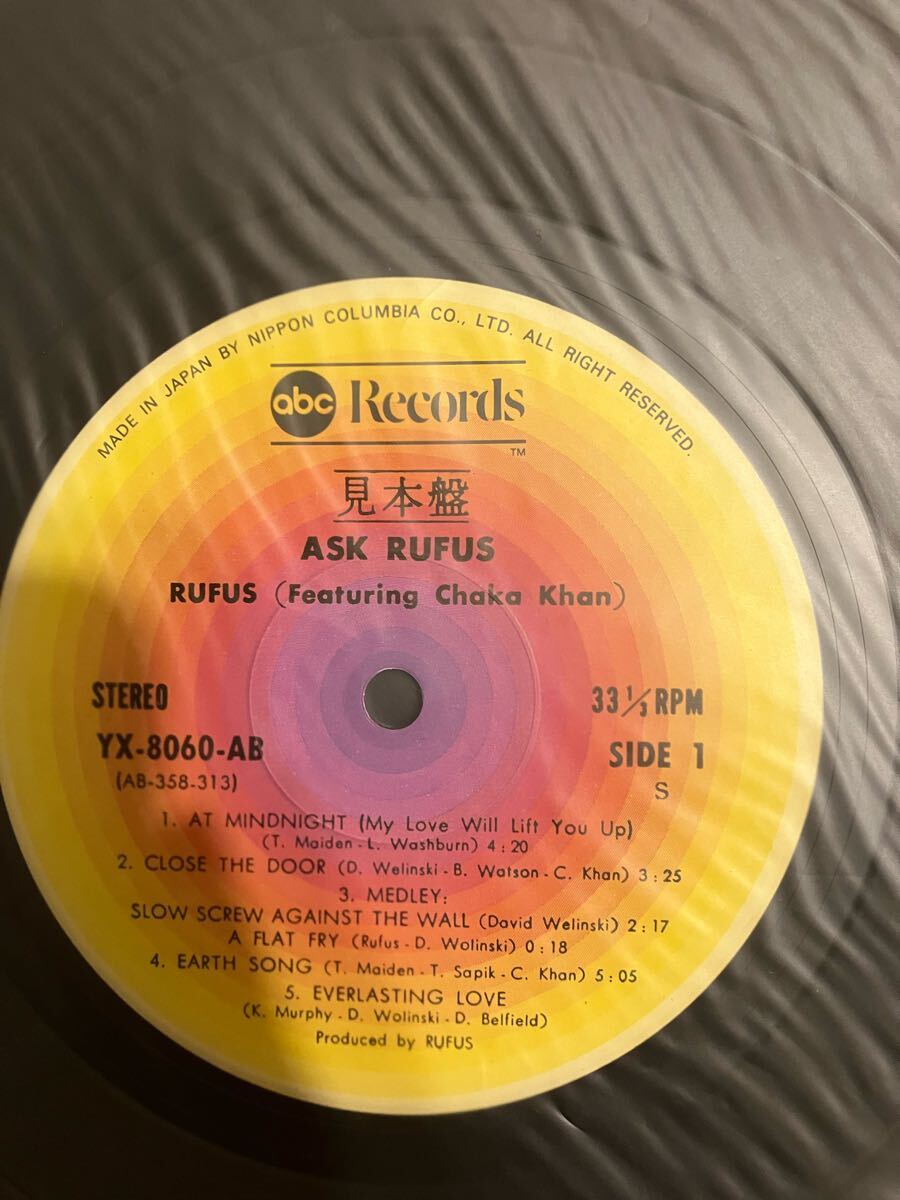 MADE IN JAPAN BY NIPPON COLUMBIA CO., LTD. ALL RIGHT RESERVED.
abc Records
TM
見本盤
ASK RUFUS
RUFUS (Featuring Chaka Khan)
STEREO
33 1/3 RPM
YX-8060-AB
SIDE 1
(AB-358-313)
S
1. AT MINDNIGHT (My Love Will Lift You Up)
(T. Maiden - L. Washburn) 4:20
2. CLOSE THE DOOR (D. Welinski - B. Watson - C. Khan) 3:25
3. MEDLEY:
SLOW SCREW AGAINST THE WALL (David Welinski) 2:17
A FLAT FRY (Rufus - D. Wolinski) 0:18
4. EARTH SONG (T. Maiden - T. Sapik - C. Khan) 5:05
5. EVERLASTING LOVE
(K. Murphy - D. Wolinski - D. Belfield)
Produced by RUFUS